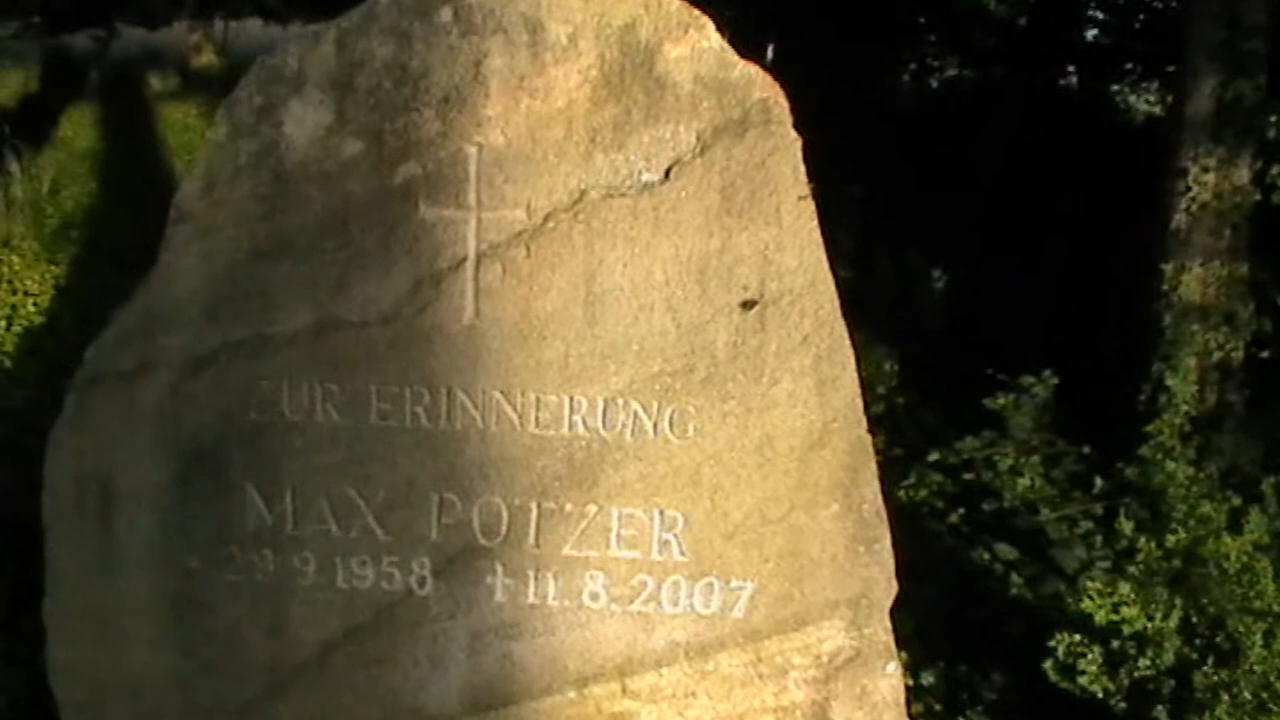 ZUR ERINNERUNG
MAX POTZER
* 29.9.1958 † 11.8.2007